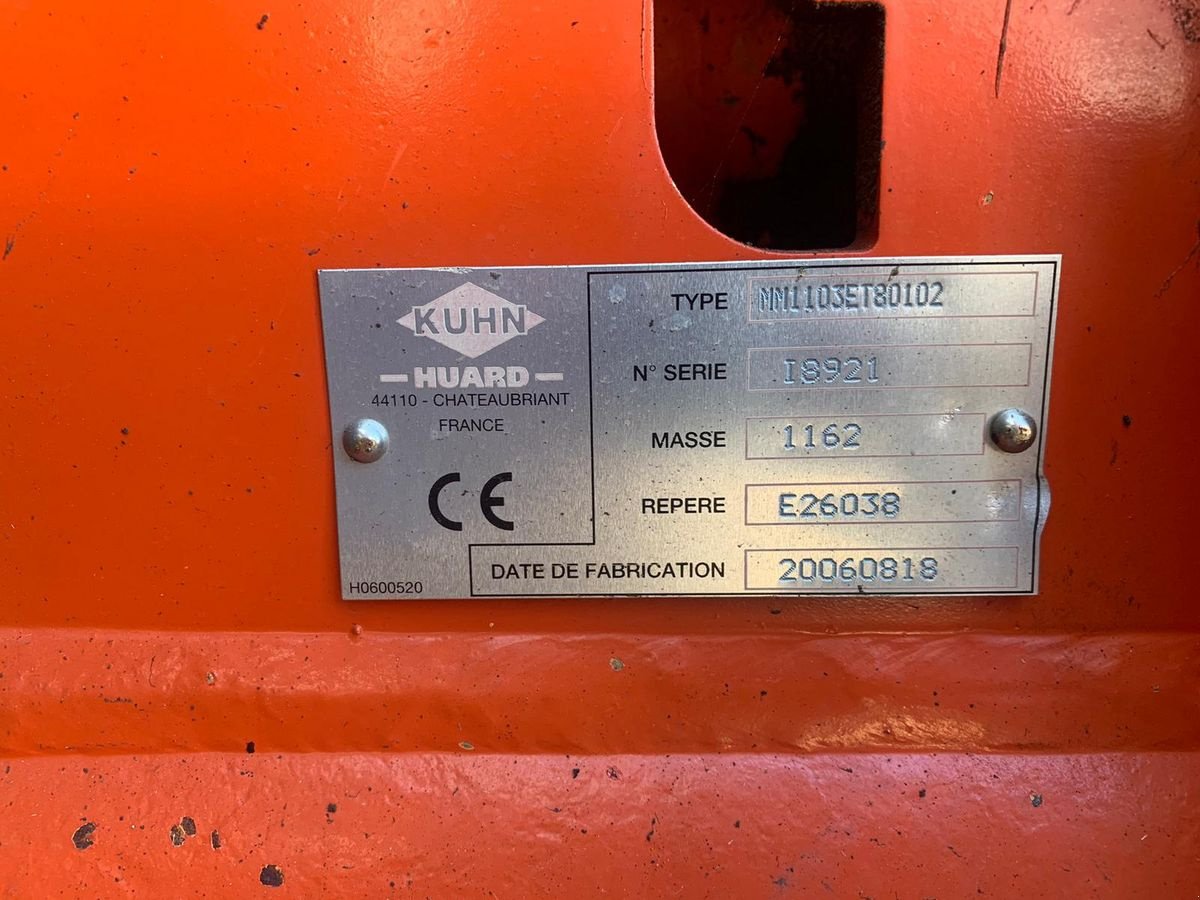 KUHN
HUARD
44110 - CHATEAUBRIANT
FRANCE
CE
H0600520
TYPE MM1103ET80102
N° SERIE I8921
MASSE 1162
REPERE E26038
DATE DE FABRICATION 20060818